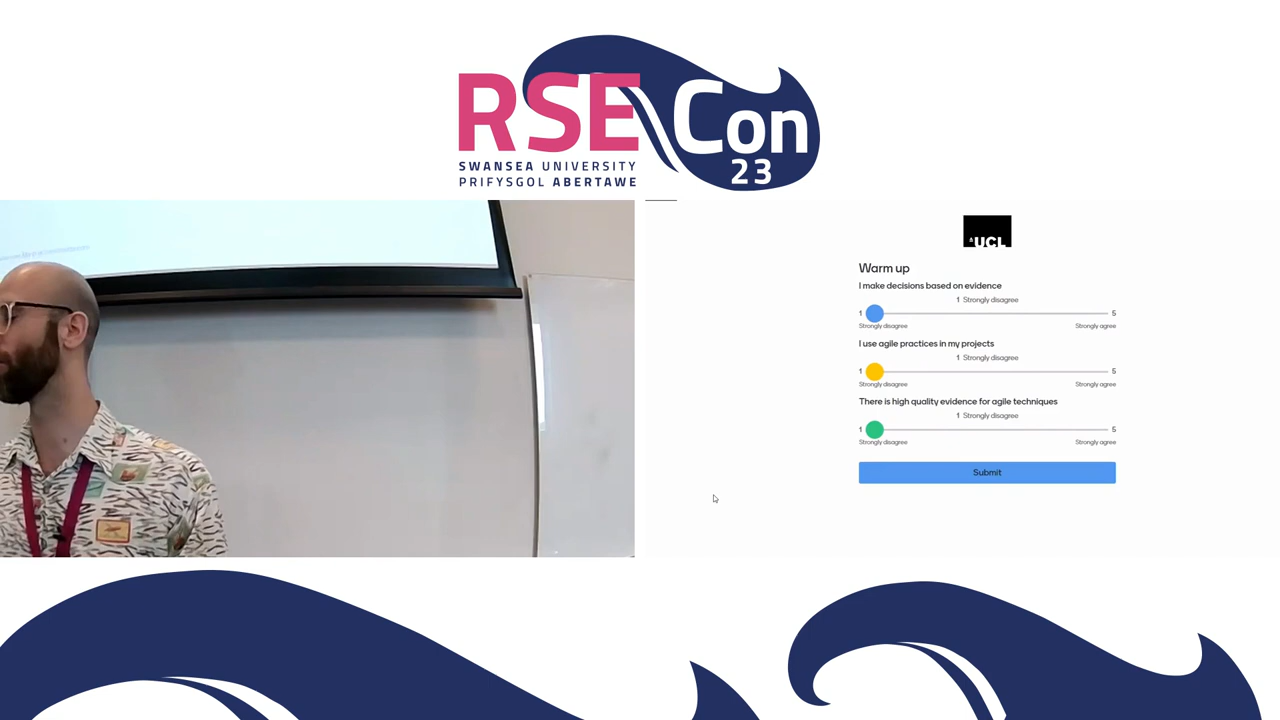 RSE Con
23
SWANSEA UNIVERSITY
PRIFYSGOL ABERTAWE
UCL
Warm up
I make decisions based on evidence
1 Strongly disagree
1 5
Strongly disagree Strongly agree
I use agile practices in my projects
1 Strongly disagree
1 5
Strongly disagree Strongly agree
There is high quality evidence for agile techniques
1 Strongly disagree
1 5
Strongly disagree Strongly agree
Submit